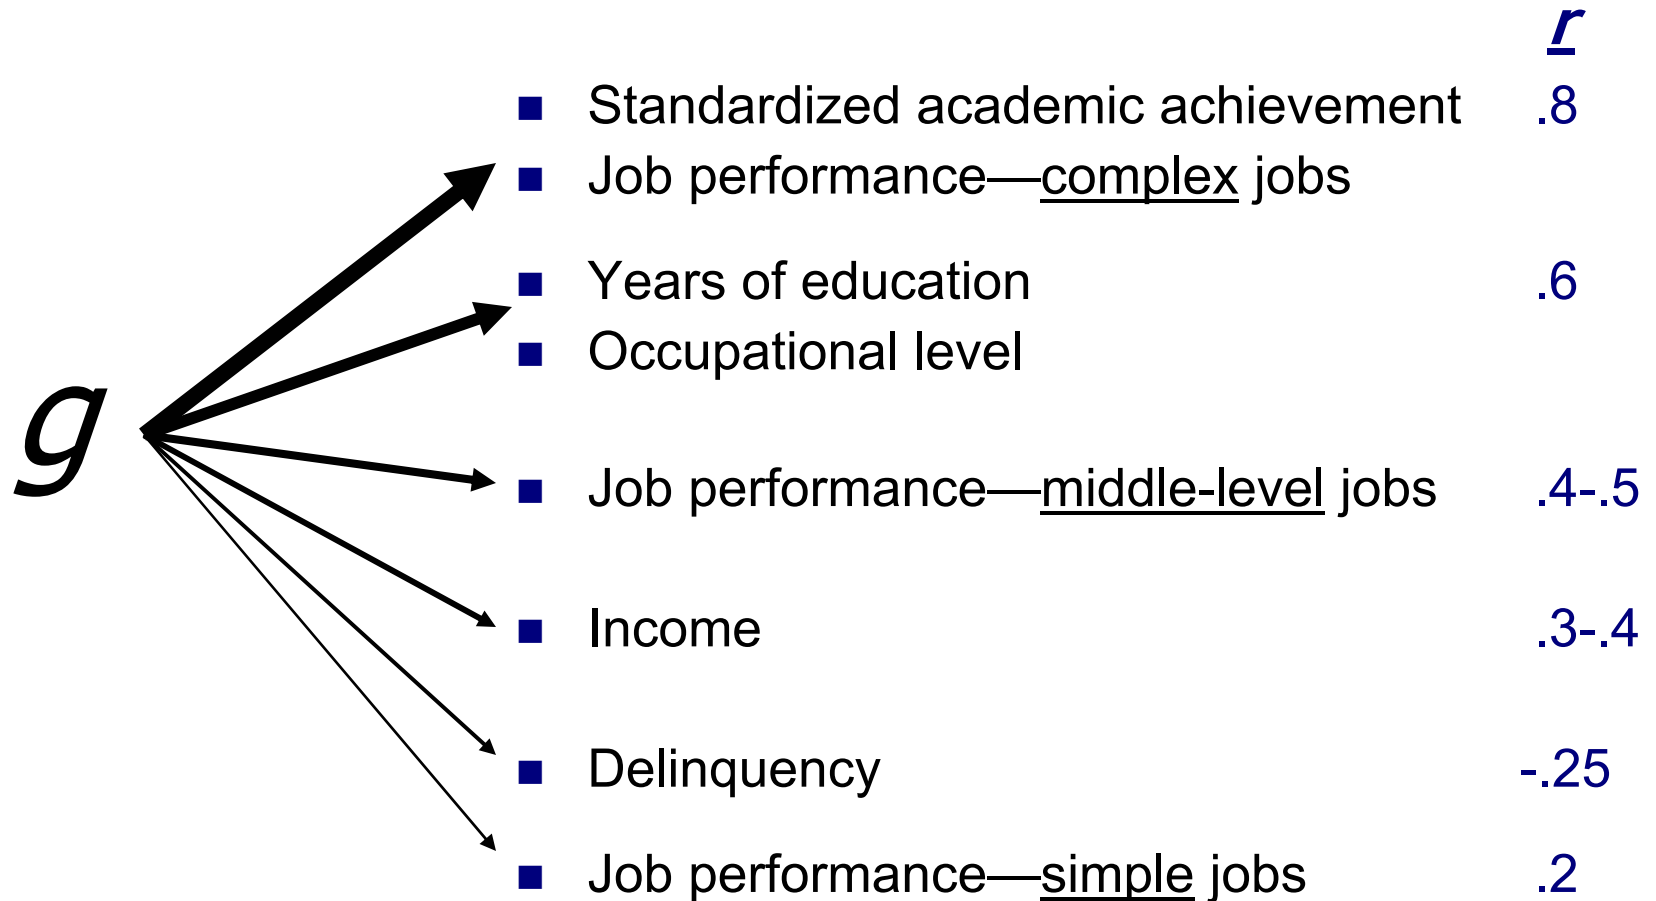 r
Standardized academic achievement .8
Job performance—complex jobs
Years of education .6
Occupational level
g
Job performance—middle-level jobs .4-.5
Income .3-.4
Delinquency -.25
Job performance—simple jobs .2